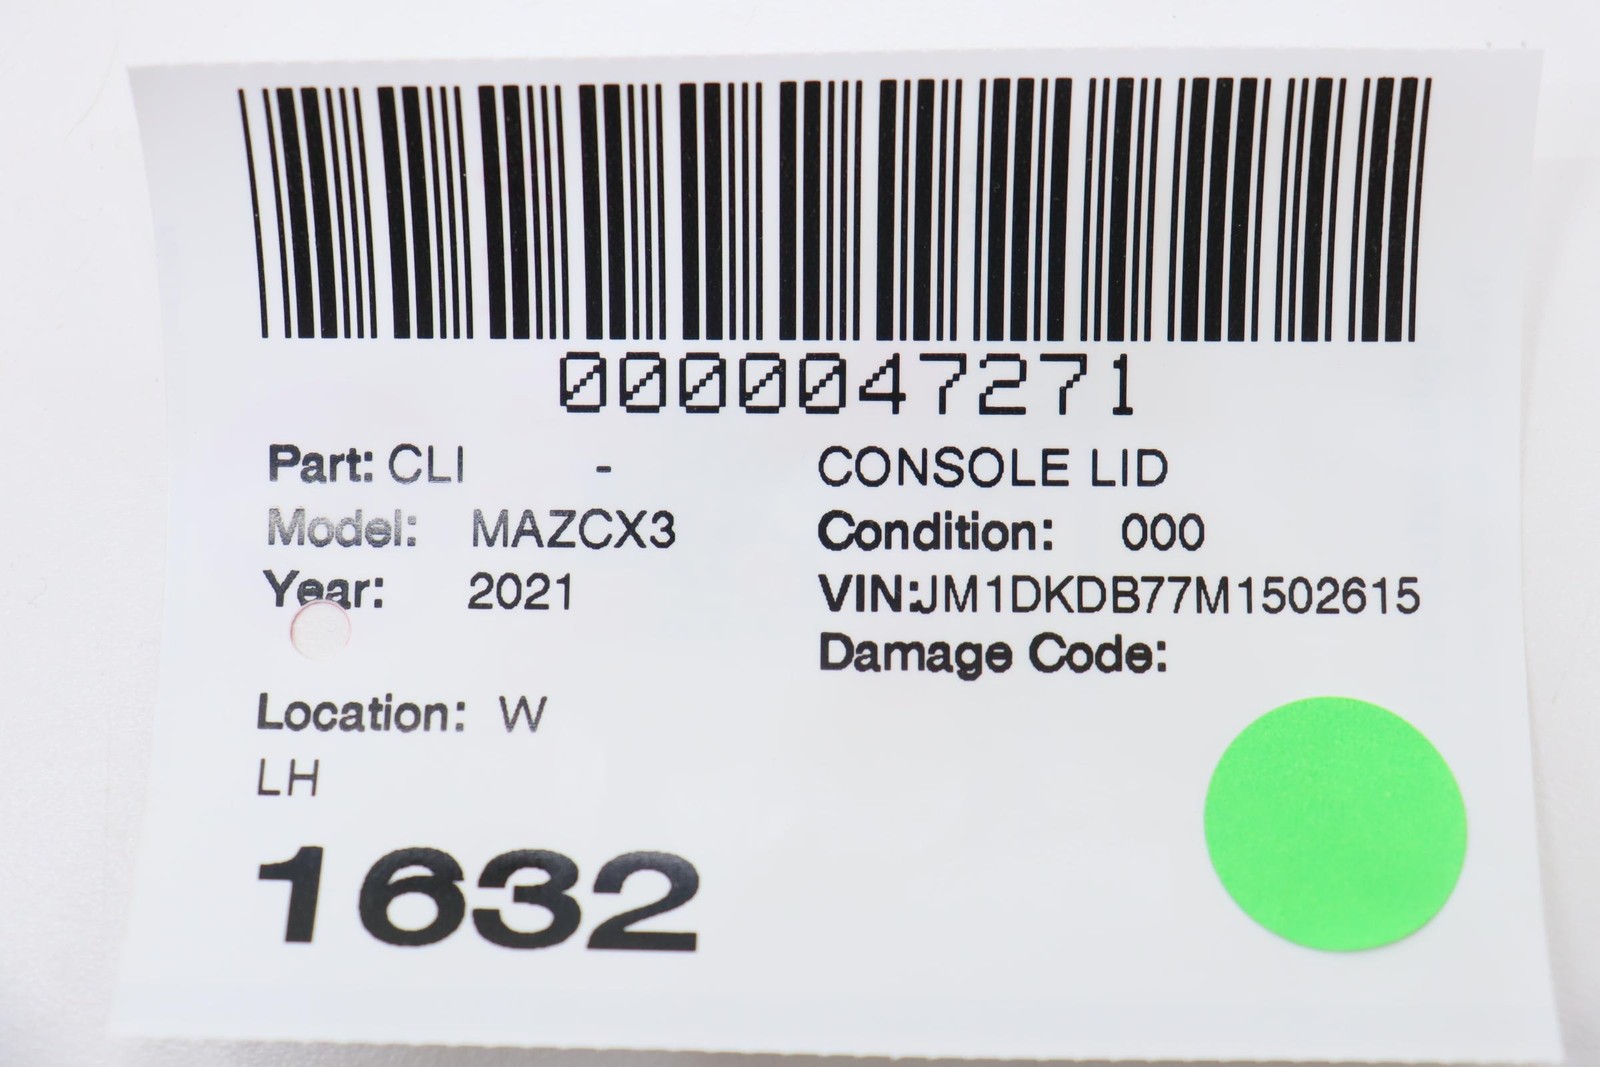 0000047271
Part: CLI - CONSOLE LID
Model: MAZCX3 Condition: 000
Year: 2021 VIN:JM1DKDB77M1502615
Damage Code:
Location: W
LH
1632